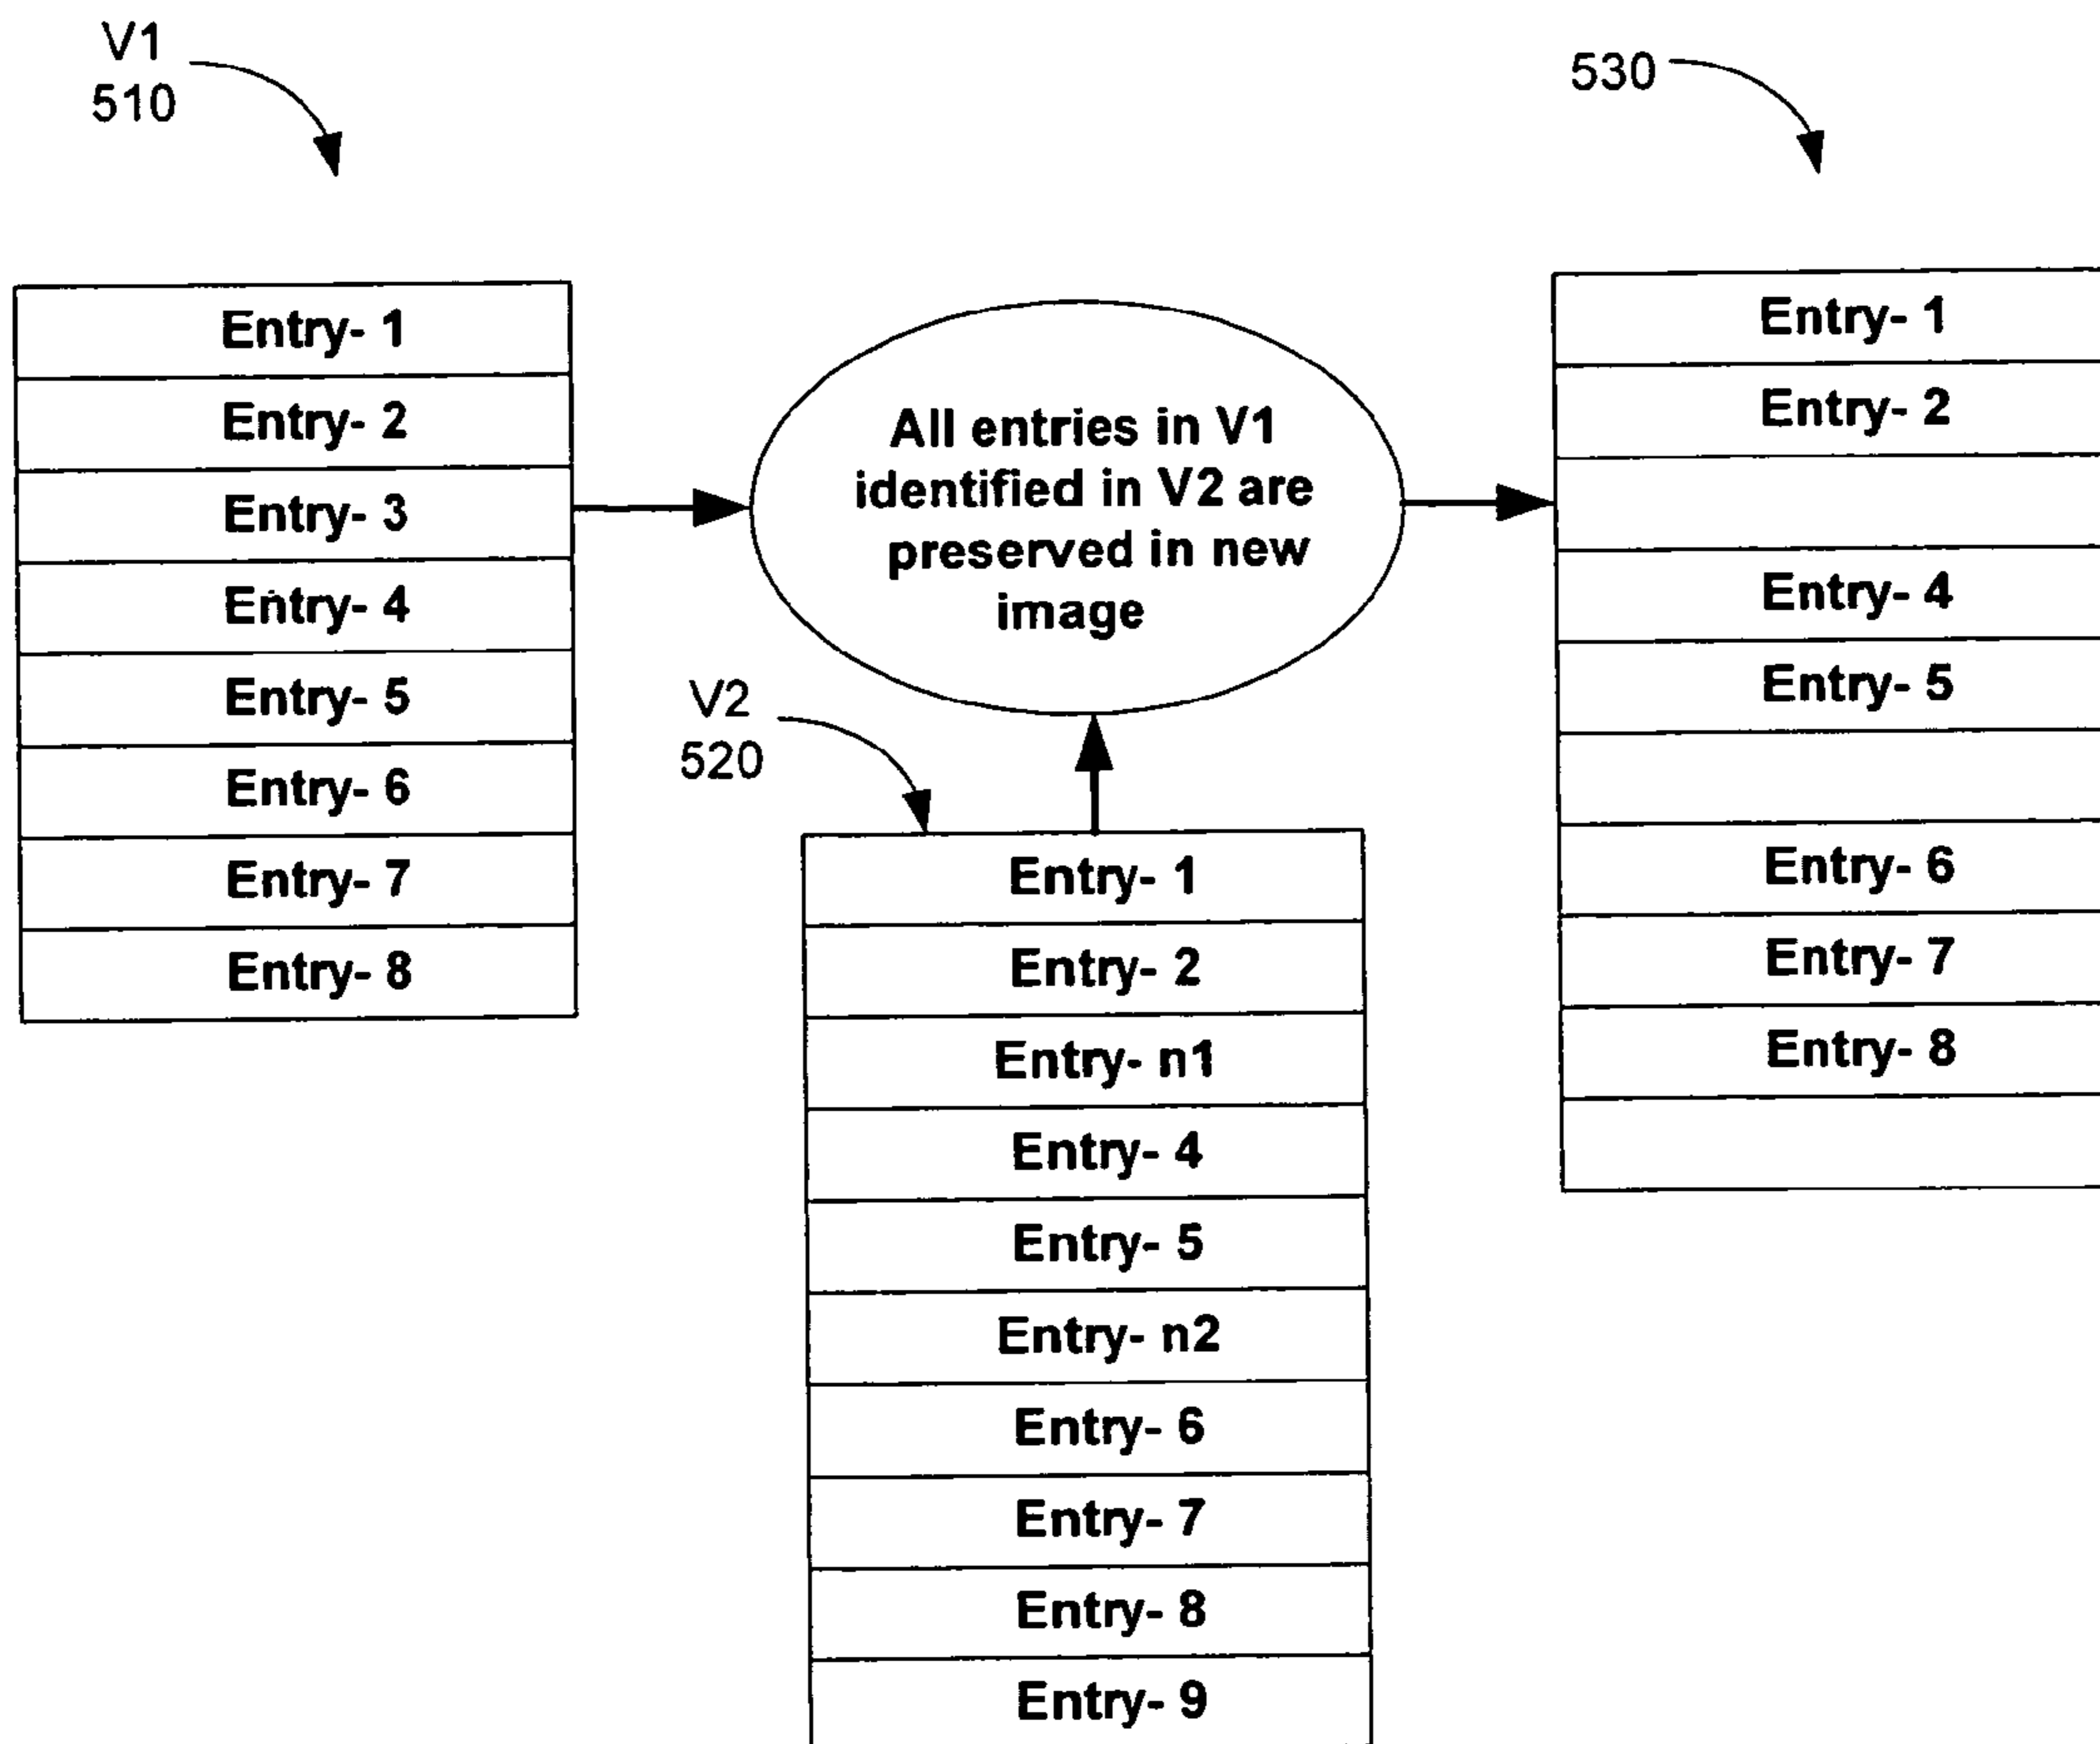 V1
510
530
Entry- 1
Entry- 2
Entry- 3
Entry- 4
Entry- 5
Entry- 6
Entry- 7
Entry- 8
All entries in V1
identified in V2 are
preserved in new
image
V2
520
Entry- 1
Entry- 2
Entry- n1
Entry- 4
Entry- 5
Entry- n2
Entry- 6
Entry- 7
Entry- 8
Entry- 9
Entry- 1
Entry- 2
Entry- 4
Entry- 5
Entry- 6
Entry- 7
Entry- 8